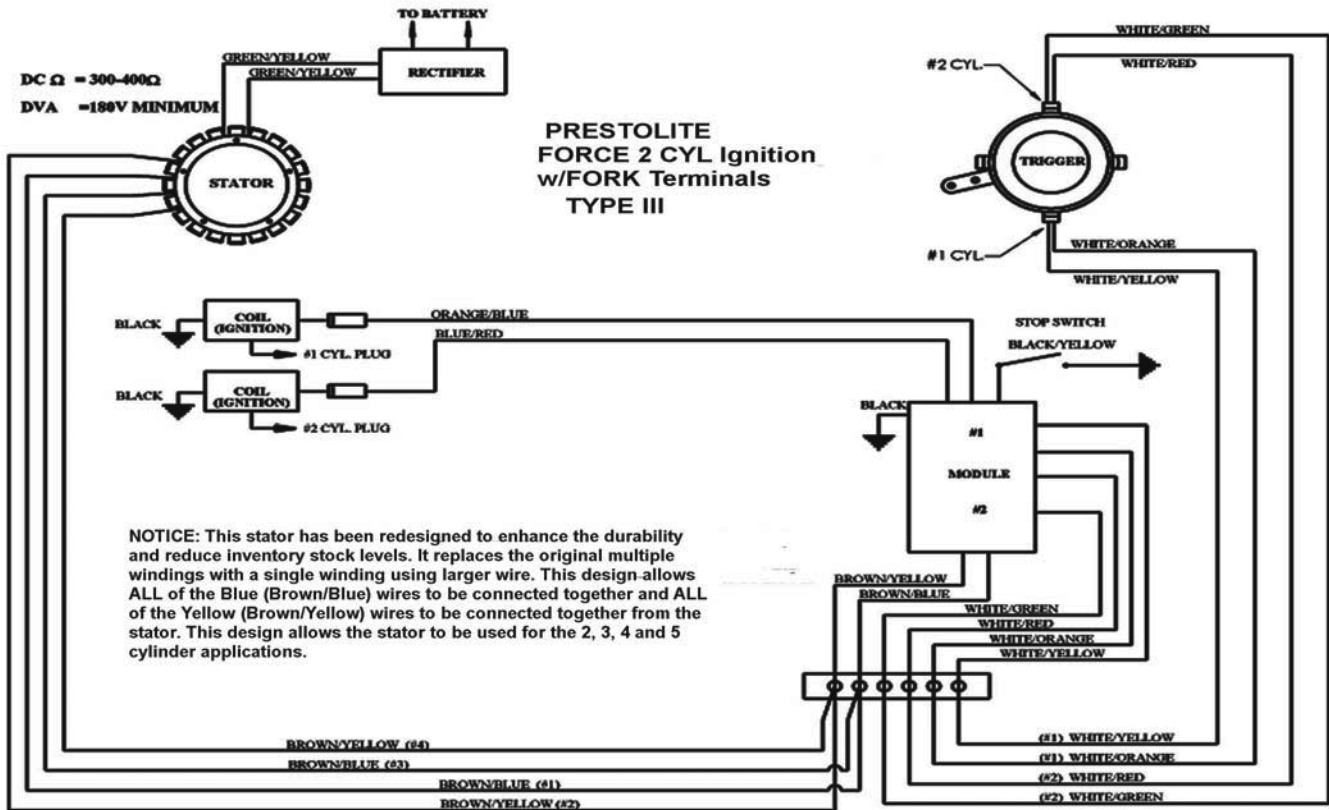 TO BATTERY
WHITE/GREEN
GREEN/YELLOW
GREEN/YELLOW
RECTIFIER
#2 CYL.
WHITE/RED
DC Ω = 300-400Ω
DVA =180V MINIMUM
PRESTOLITE
FORCE 2 CYL Ignition
w/FORK Terminals
TYPE III
STATOR
TRIGGER
#1 CYL.
WHITE/ORANGE
WHITE/YELLOW
BLACK
COIL
(IGNITION)
ORANGE/BLUE
BLUE/RED
#1 CYL. PLUG
STOP SWITCH
BLACK/YELLOW
BLACK
COIL
(IGNITION)
#2 CYL. PLUG
BLACK
#1
MODULE
#2
NOTICE: This stator has been redesigned to enhance the durability
and reduce inventory stock levels. It replaces the original multiple
windings with a single winding using larger wire. This design allows
ALL of the Blue (Brown/Blue) wires to be connected together and ALL
of the Yellow (Brown/Yellow) wires to be connected together from the
stator. This design allows the stator to be used for the 2, 3, 4 and 5
cylinder applications.
BROWN/YELLOW
BROWN/BLUE
WHITE/GREEN
WHITE/RED
WHITE/ORANGE
WHITE/YELLOW
BROWN/YELLOW (#4)
BROWN/BLUE (#3)
BROWN/BLUE (#1)
BROWN/YELLOW (#2)
(#1) WHITE/YELLOW
(#1) WHITE/ORANGE
(#2) WHITE/RED
(#2) WHITE/GREEN